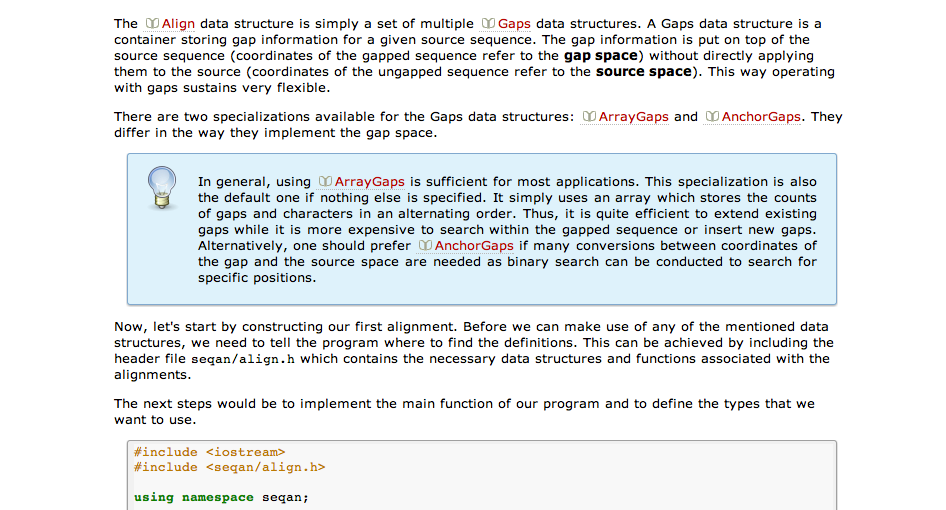 The Align data structure is simply a set of multiple Gaps data structures. A Gaps data structure is a
container storing gap information for a given source sequence. The gap information is put on top of the
source sequence (coordinates of the gapped sequence refer to the gap space) without directly applying
them to the source (coordinates of the ungapped sequence refer to the source space). This way operating
with gaps sustains very flexible.
There are two specializations available for the Gaps data structures: ArrayGaps and AnchorGaps. They
differ in the way they implement the gap space.
In general, using ArrayGaps is sufficient for most applications. This specialization is also
the default one if nothing else is specified. It simply uses an array which stores the counts
of gaps and characters in an alternating order. Thus, it is quite efficient to extend existing
gaps while it is more expensive to search within the gapped sequence or insert new gaps.
Alternatively, one should prefer AnchorGaps if many conversions between coordinates of
the gap and the source space are needed as binary search can be conducted to search for
specific positions.
Now, let's start by constructing our first alignment. Before we can make use of any of the mentioned data
structures, we need to tell the program where to find the definitions. This can be achieved by including the
header file seqan/align.h which contains the necessary data structures and functions associated with the
alignments.
The next steps would be to implement the main function of our program and to define the types that we
want to use.
#include <iostream>
#include <seqan/align.h>
using namespace seqan;